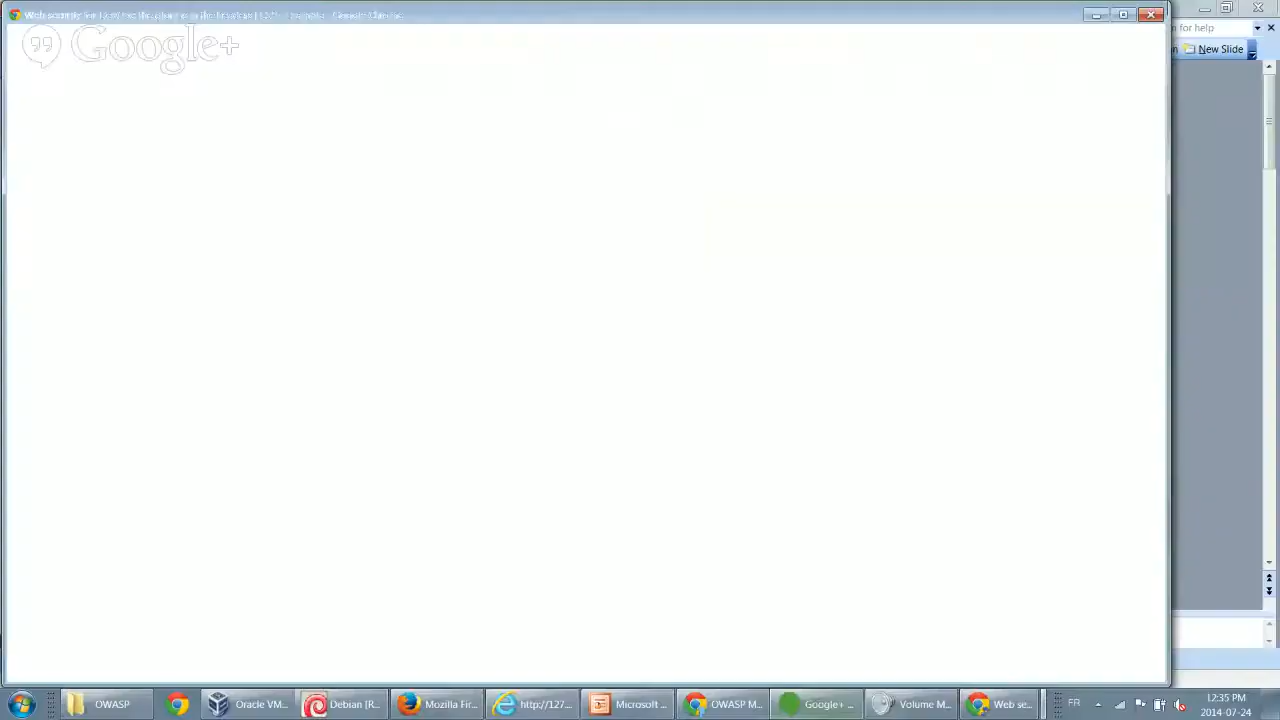 Google+
n for help
New Slide
OWASP
Oracle VM...
Debian [R...
Mozilla Fir...
http://127...
Microsoft ...
OWASP M...
Google+ ...
Volume M...
Web se...
FR
12:35 PM
2014-07-24